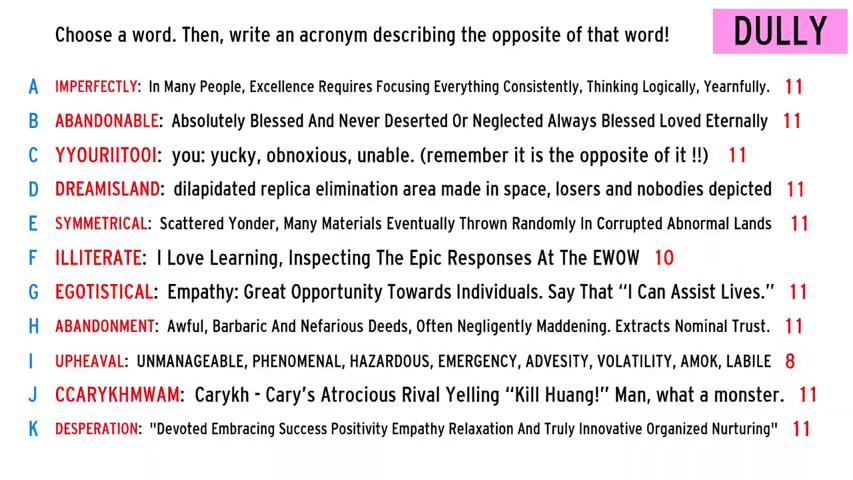 Choose a word. Then, write an acronym describing the opposite of that word!
DULLY
A IMPERFECTLY: In Many People, Excellence Requires Focusing Everything Consistently, Thinking Logically, Yearnfully. 11
B ABANDONABLE: Absolutely Blessed And Never Deserted Or Neglected Always Blessed Loved Eternally 11
C YYOURIITOOI: you: yucky, obnoxious, unable. (remember it is the opposite of it !!) 11
D DREAMISLAND: dilapidated replica elimination area made in space, losers and nobodies depicted 11
E SYMMETRICAL: Scattered Yonder, Many Materials Eventually Thrown Randomly In Corrupted Abnormal Lands 11
F ILLITERATE: I Love Learning, Inspecting The Epic Responses At The EWOW 10
G EGOTISTICAL: Empathy: Great Opportunity Towards Individuals. Say That “I Can Assist Lives.” 11
H ABANDONMENT: Awful, Barbaric And Nefarious Deeds, Often Negligently Maddening. Extracts Nominal Trust. 11
I UPHEAVAL: UNMANAGEABLE, PHENOMENAL, HAZARDOUS, EMERGENCY, ADVESITY, VOLATILITY, AMOK, LABILE 8
J CCARYKHMWAM: Carykh - Cary’s Atrocious Rival Yelling “Kill Huang!” Man, what a monster. 11
K DESPERATION: "Devoted Embracing Success Positivity Empathy Relaxation And Truly Innovative Organized Nurturing" 11